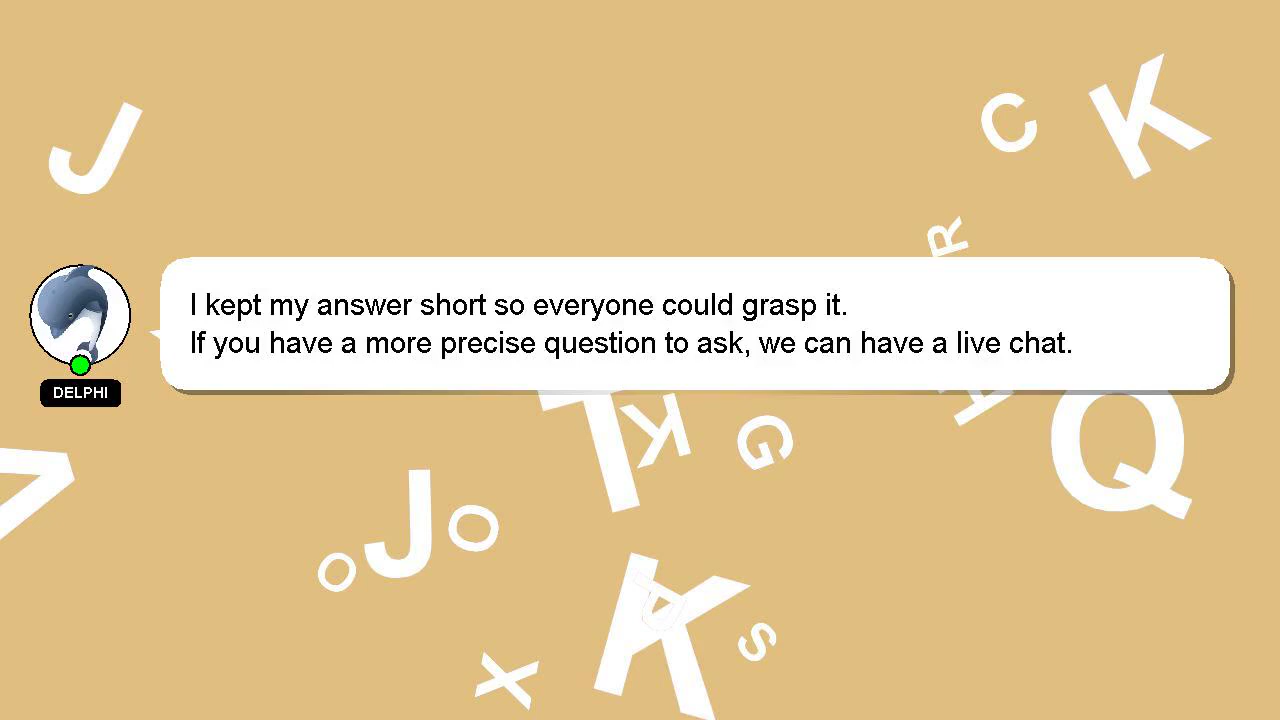 J
C
K
R
I kept my answer short so everyone could grasp it.
If you have a more precise question to ask, we can have a live chat.
DELPHI
T
K
G
Q
J
O
O
K
S
X